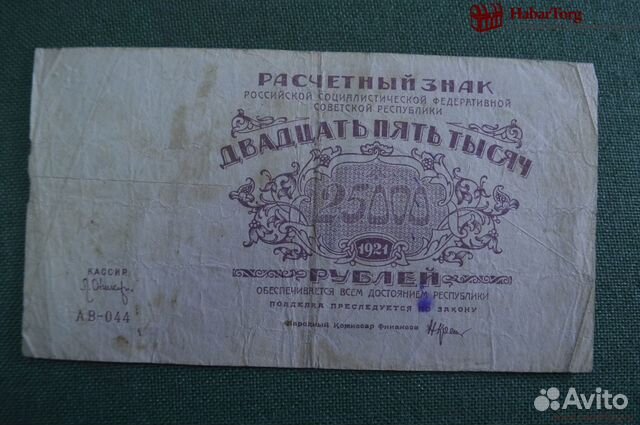 HabarTorg
РАСЧЕТНЫЙ ЗНАК
РОССИЙСКОЙ СОЦИАЛИСТИЧЕСКОЙ ФЕДЕРАТИВНОЙ
СОВЕТСКОЙ РЕСПУБЛИКИ
ДВАДЦАТЬ ПЯТЬ ТЫСЯЧ
25000
1921
РУБЛЕЙ
ОБЕСПЕЧИВАЕТСЯ ВСЕМ ДОСТОЯНИЕМ РЕСПУБЛИКИ
ПОДДЕЛКА ПРЕСЛЕДУЕТСЯ ПО ЗАКОНУ
Народный Комиссар Финансов
КАССИР
АВ-044
Avito